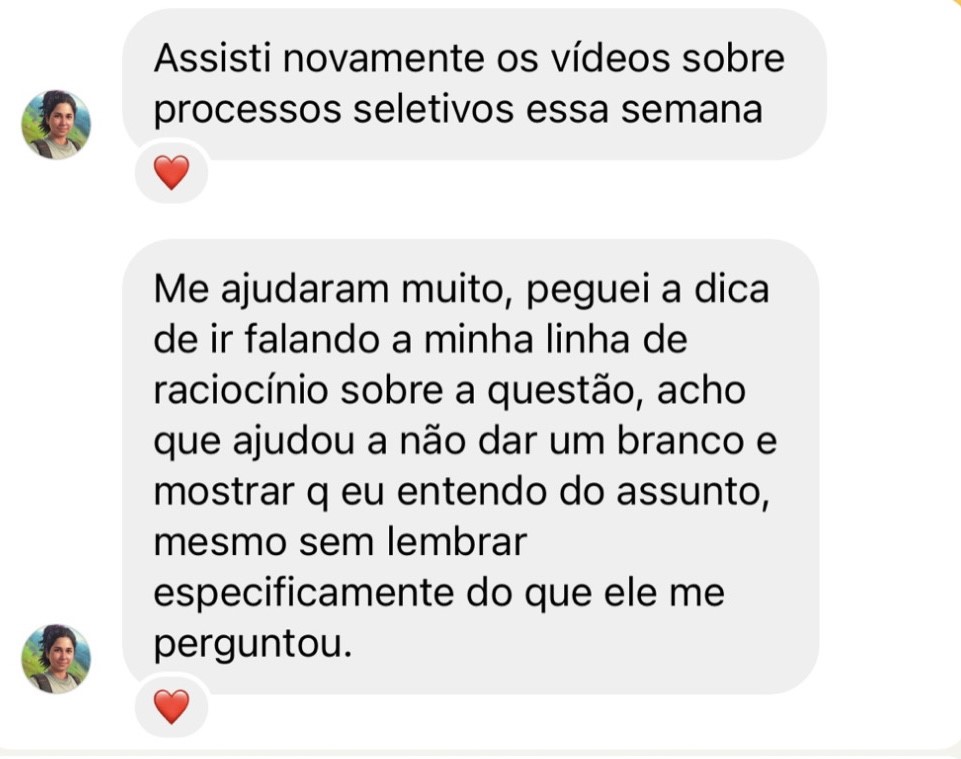 Assisti novamente os vídeos sobre
processos seletivos essa semana
Me ajudaram muito, peguei a dica
de ir falando a minha linha de
raciocínio sobre a questão, acho
que ajudou a não dar um branco e
mostrar q eu entendo do assunto,
mesmo sem lembrar
especificamente do que ele me
perguntou.